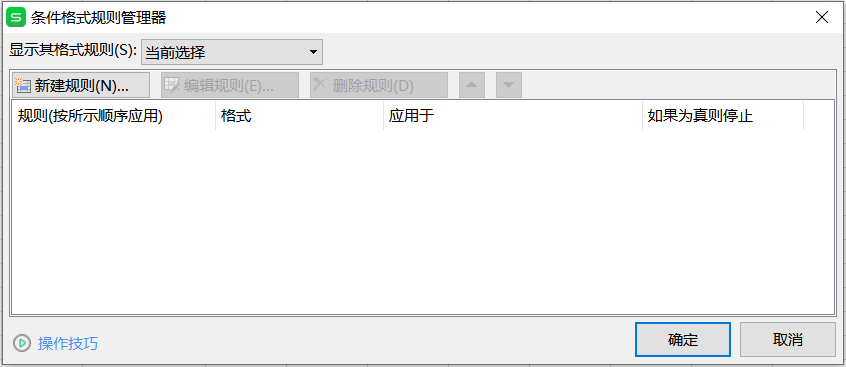 条件格式规则管理器
显示其格式规则(S): 当前选择
新建规则(N)... 编辑规则(E)... 删除规则(D)
规则(按所示顺序应用) 格式 应用于 如果为真则停止
操作技巧 确定 取消